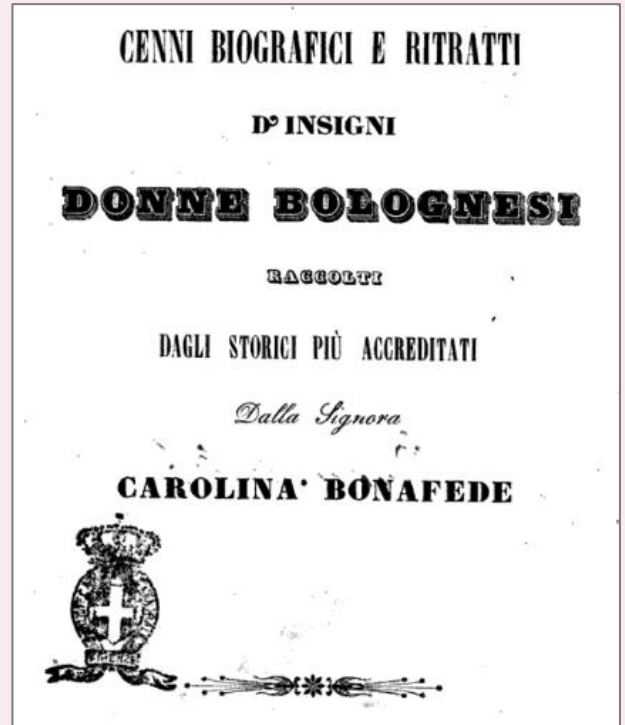 CENNI BIOGRAFICI E RITRATTI
D' INSIGNI
DONNE BOLOGNESI
RACCOLTI
DAGLI STORICI PIÙ ACCREDITATI
Dalla Signora
CAROLINA BONAFEDE